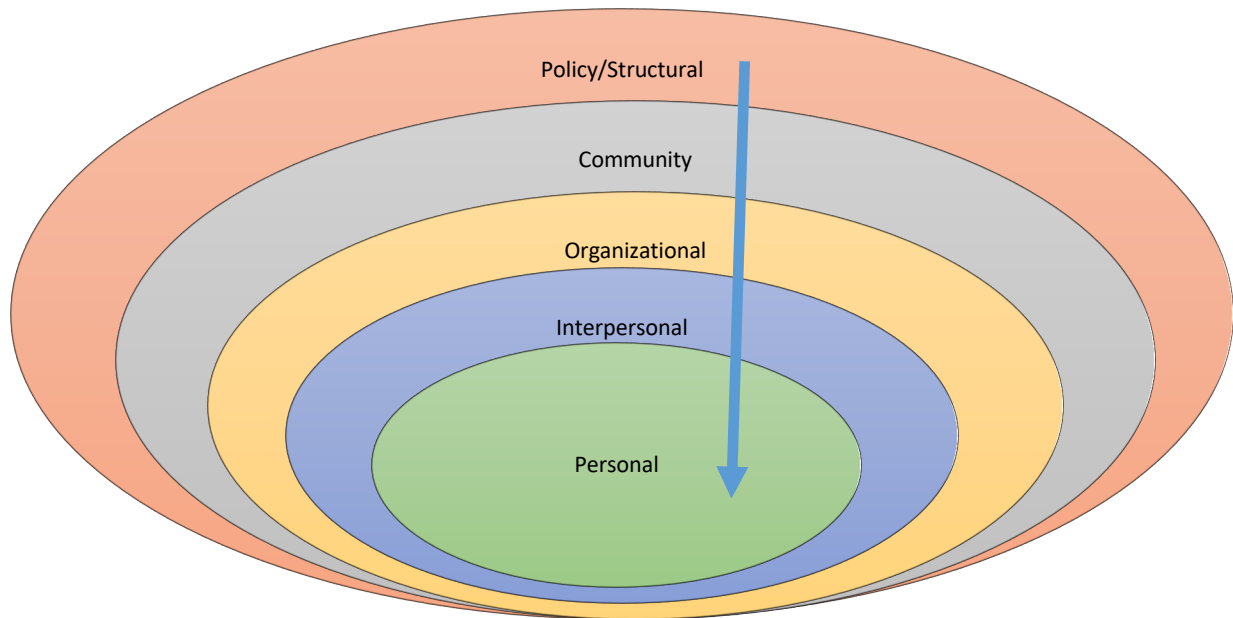 Policy/Structural
Community
Organizational
Interpersonal
Personal